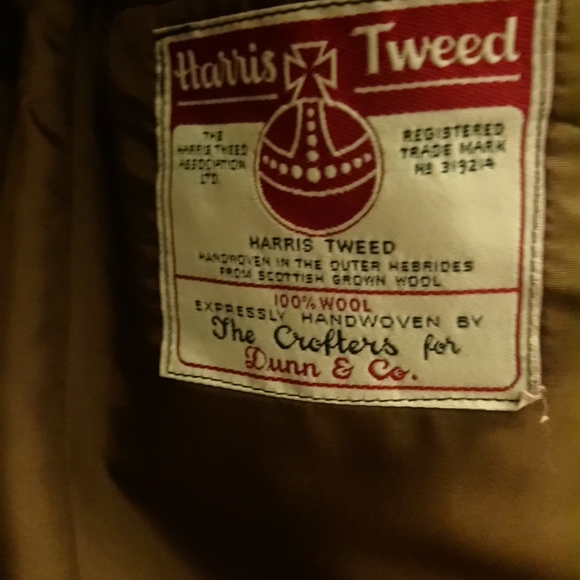 Harris Tweed
THE
HARRIS TWEED
ASSOCIATION
LTD.
REGISTERED
TRADE MARK
No 319214
HARRIS TWEED
HANDWOVEN IN THE OUTER HEBRIDES
FROM SCOTTISH GROWN WOOL
100% WOOL
EXPRESSLY HANDWOVEN BY
The Crofters for
Dunn & Co.